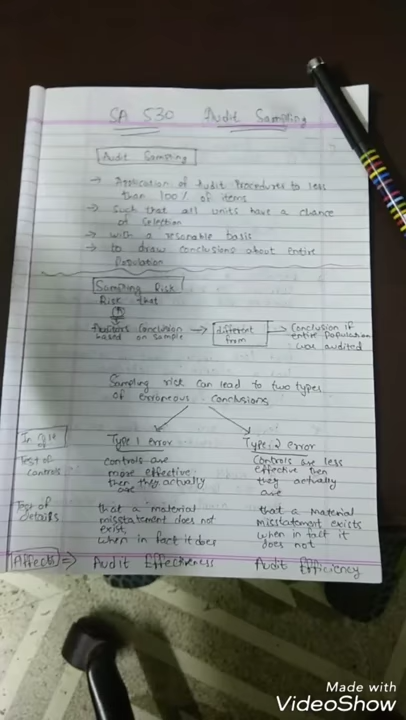 SA 530 Audit Sampling
Audit Sampling
→ Application of Audit Procedures to less
than 100% of items
→ Such that all units have a chance
of Selection
→ with a resonable basis
→ to draw conclusions about Entire
Population
Sampling Risk
Risk that
Auditors Conclusion
based on sample → different
from → Conclusion if
entire population
was audited
Sampling risk can lead to two types
of erroneous conclusions
In
Type 1 error
Type: 2 error
Test of
controls
controls are
more effective
then they actually
are
Controls are less
effective then
they actually
are
Test of
details
that a material
misstatement does not
exist,
when in fact it does
that a Material
misstatement exists
when in fact it
does not
Affects ⇒ Audit Effectiveness Audit Efficiency
Made with
VideoShow